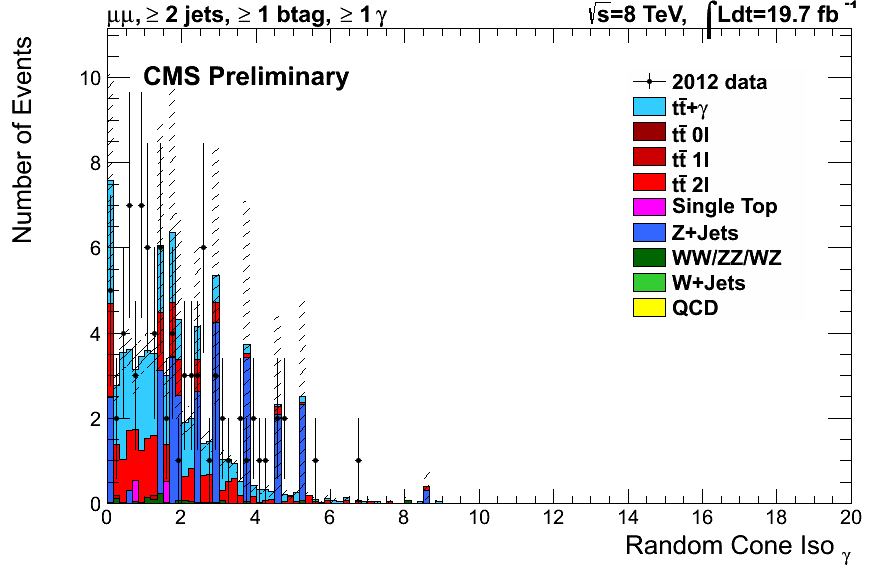 μμ, ≥ 2 jets, ≥ 1 btag, ≥ 1 γ
√s=8 TeV, ∫Ldt=19.7 fb⁻¹
CMS Preliminary
Number of Events
10
8
6
4
2
0
2012 data
tt̄+γ
tt̄ 0l
tt̄ 1l
tt̄ 2l
Single Top
Z+Jets
WW/ZZ/WZ
W+Jets
QCD
0 2 4 6 8 10 12 14 16 18 20
Random Cone Iso γ